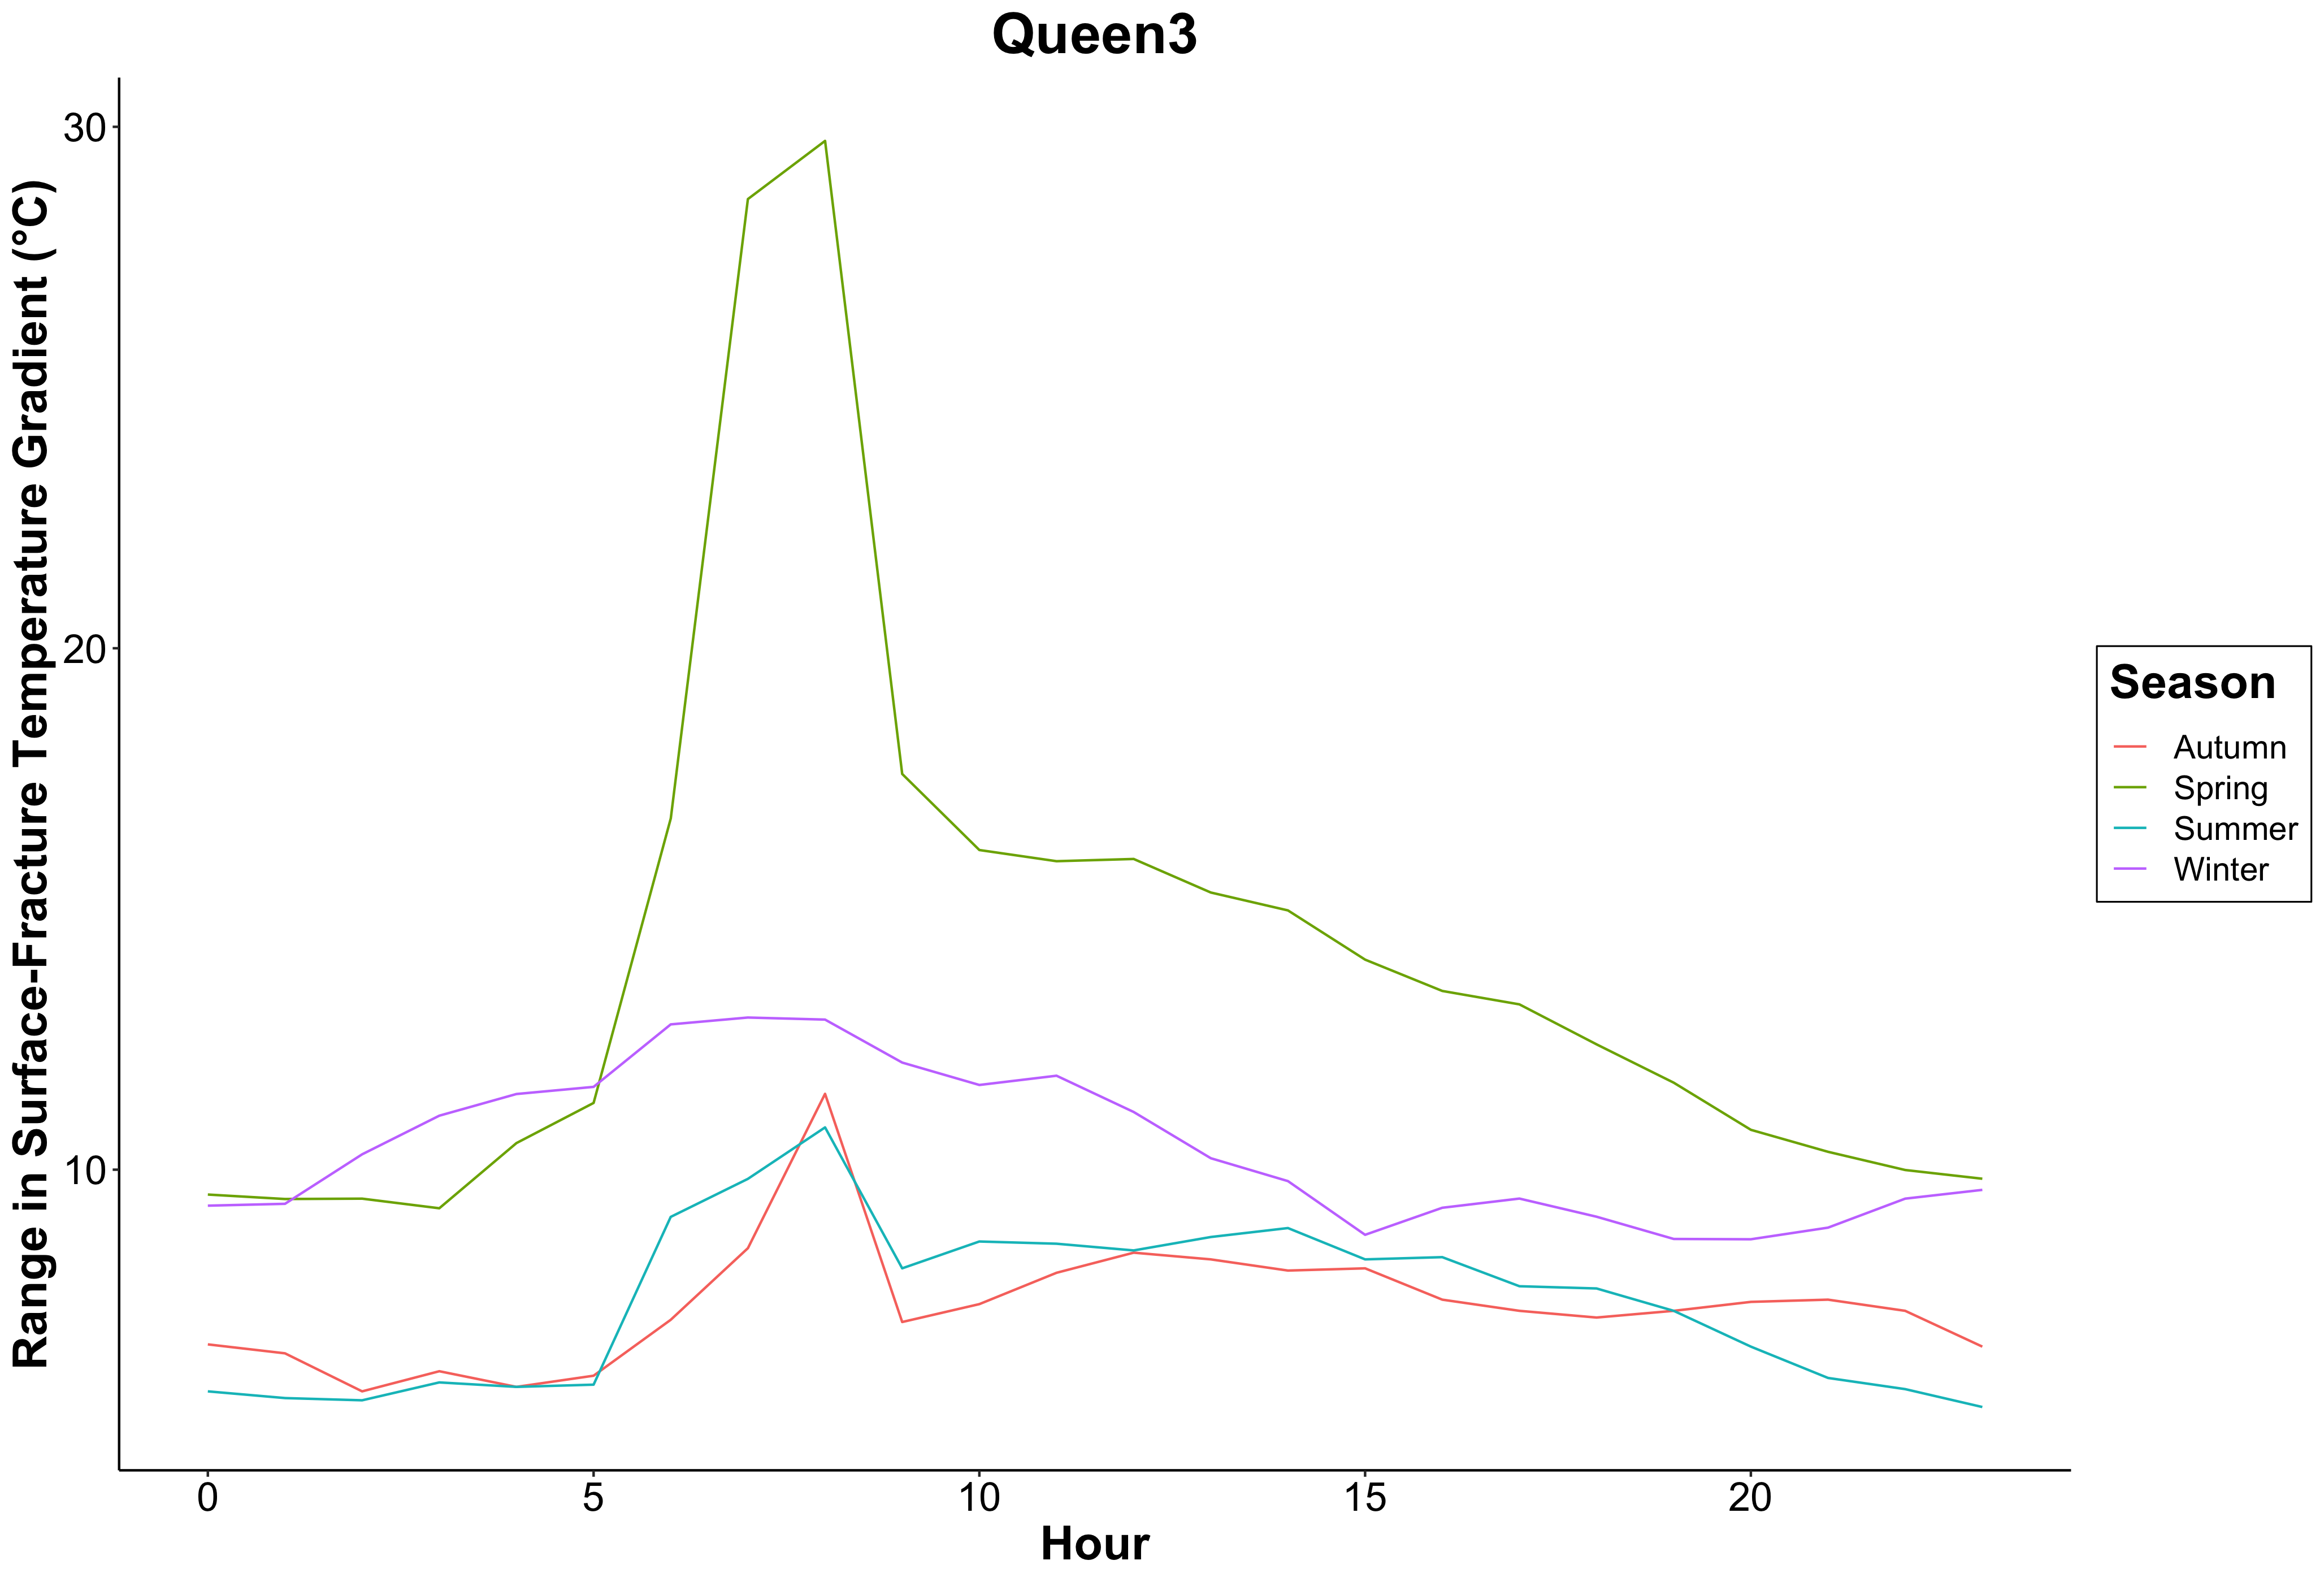 Queen3
Range in Surface-Fracture Temperature Gradient (°C)
30
20
10
0
5
10
15
20
Hour
Season
Autumn
Spring
Summer
Winter